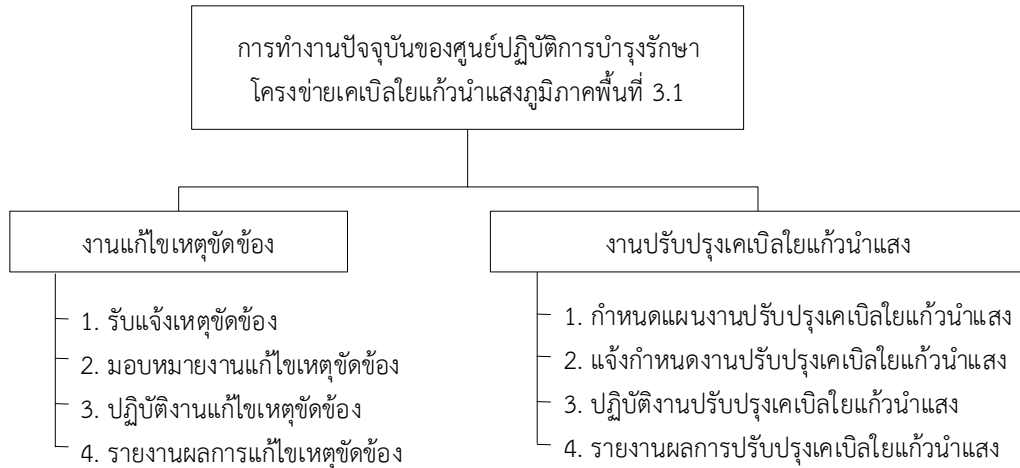 การทำงานปัจจุบันของศูนย์ปฏิบัติการบำรุงรักษา
โครงข่ายเคเบิลใยแก้วนำแสงภูมิภาคพื้นที่ 3.1
งานแก้ไขเหตุขัดข้อง
1. รับแจ้งเหตุขัดข้อง
2. มอบหมายงานแก้ไขเหตุขัดข้อง
3. ปฏิบัติงานแก้ไขเหตุขัดข้อง
4. รายงานผลการแก้ไขเหตุขัดข้อง
งานปรับปรุงเคเบิลใยแก้วนำแสง
1. กำหนดแผนงานปรับปรุงเคเบิลใยแก้วนำแสง
2. แจ้งกำหนดงานปรับปรุงเคเบิลใยแก้วนำแสง
3. ปฏิบัติงานปรับปรุงเคเบิลใยแก้วนำแสง
4. รายงานผลการปรับปรุงเคเบิลใยแก้วนำแสง